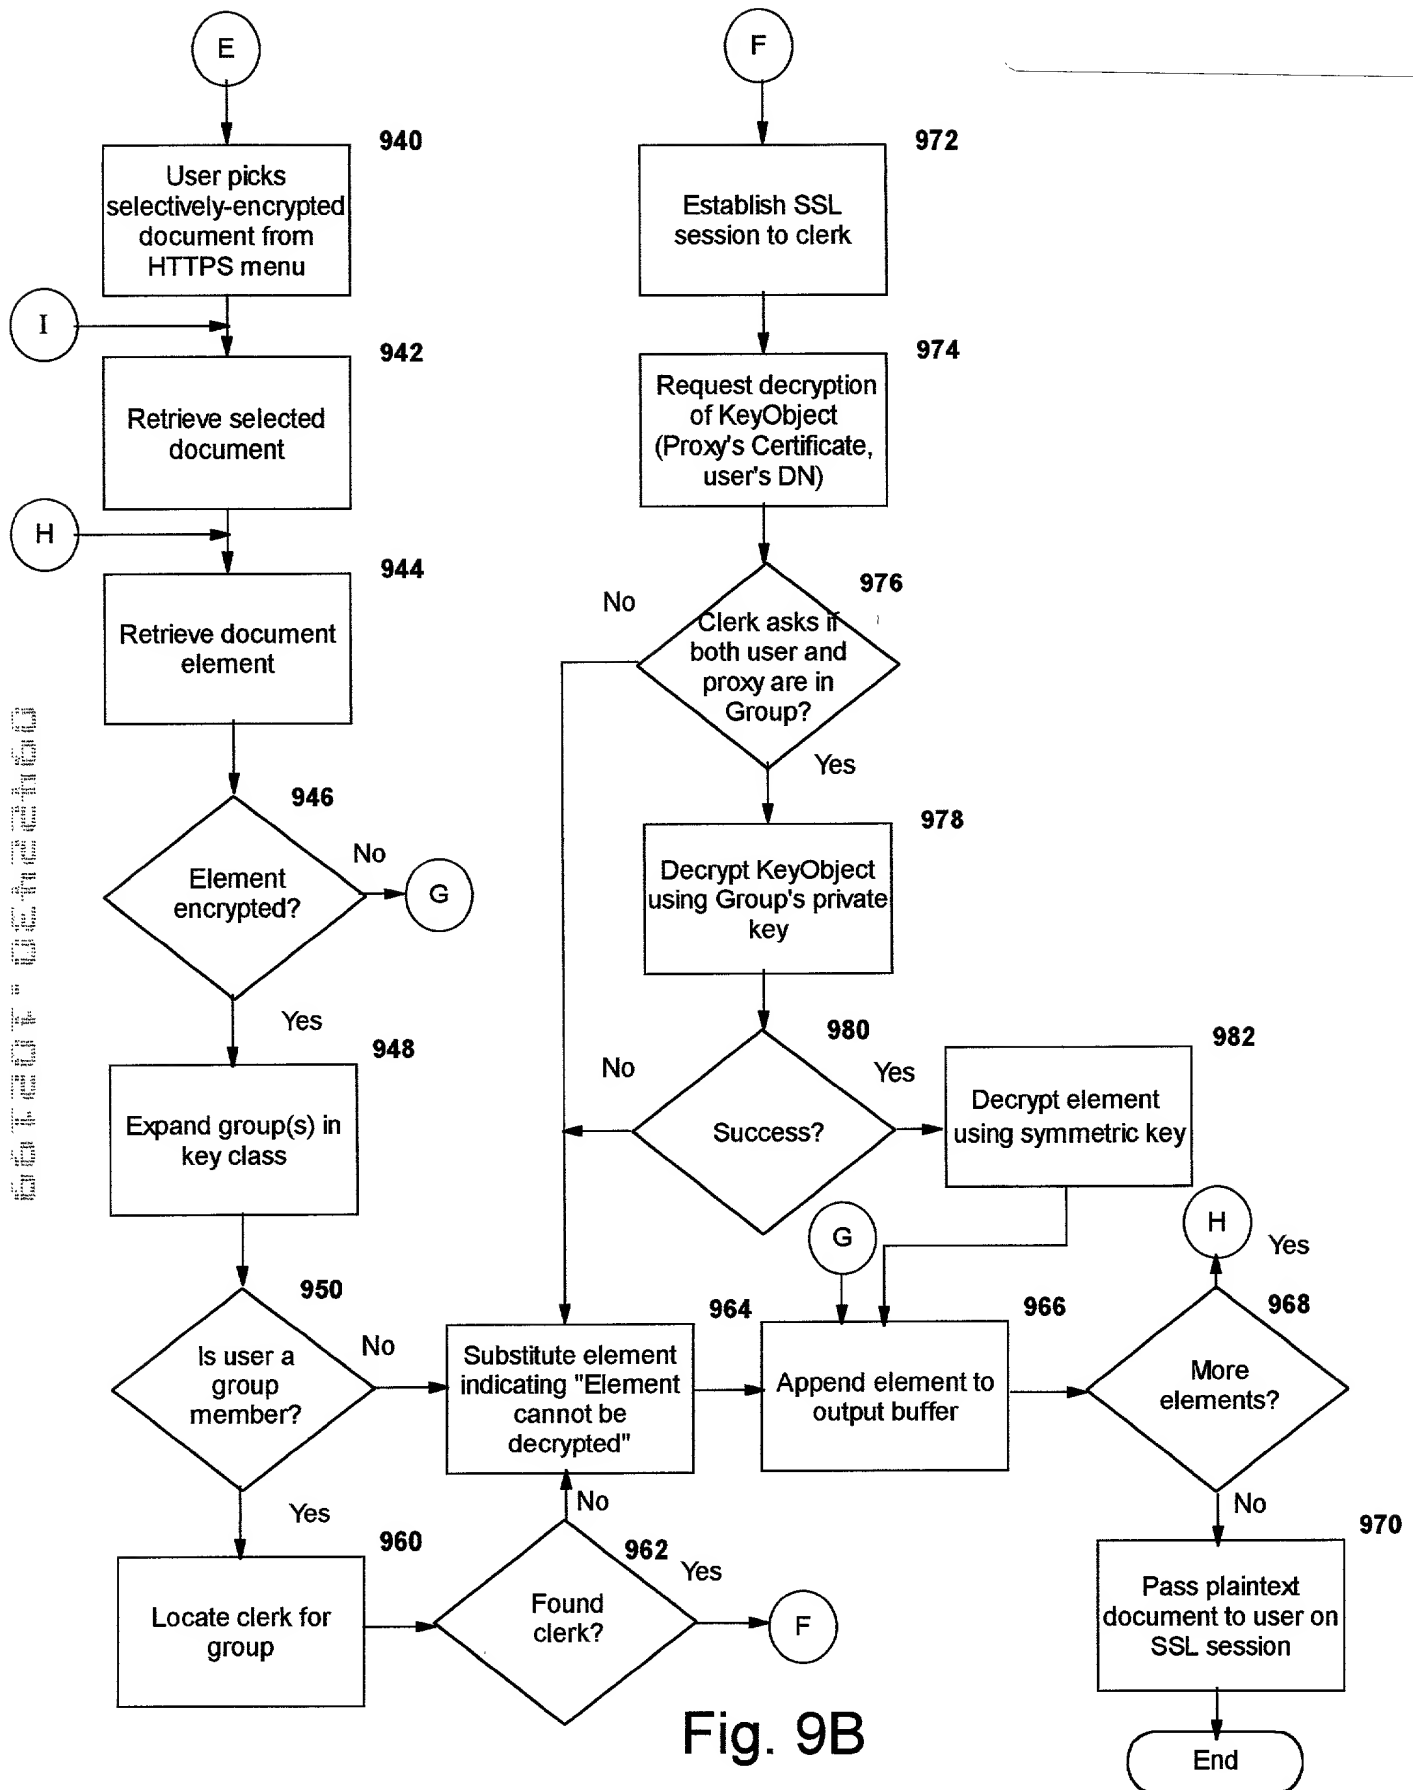 E
940
User picks
selectively-encrypted
document from
HTTPS menu
I
942
Retrieve selected
document
H
944
Retrieve document
element
946
Element
encrypted?
No
G
Yes
948
Expand group(s) in
key class
950
Is user a
group
member?
No
Yes
960
Locate clerk for
group
962
Found
clerk?
No
Yes
F
964
Substitute element
indicating "Element
cannot be
decrypted"
F
972
Establish SSL
session to clerk
974
Request decryption
of KeyObject
(Proxy's Certificate,
user's DN)
976
Clerk asks if
both user and
proxy are in
Group?
No
Yes
978
Decrypt KeyObject
using Group's private
key
980
Success?
No
Yes
982
Decrypt element
using symmetric key
G
966
Append element to
output buffer
H
Yes
968
More
elements?
No
970
Pass plaintext
document to user on
SSL session
End
Fig. 9B